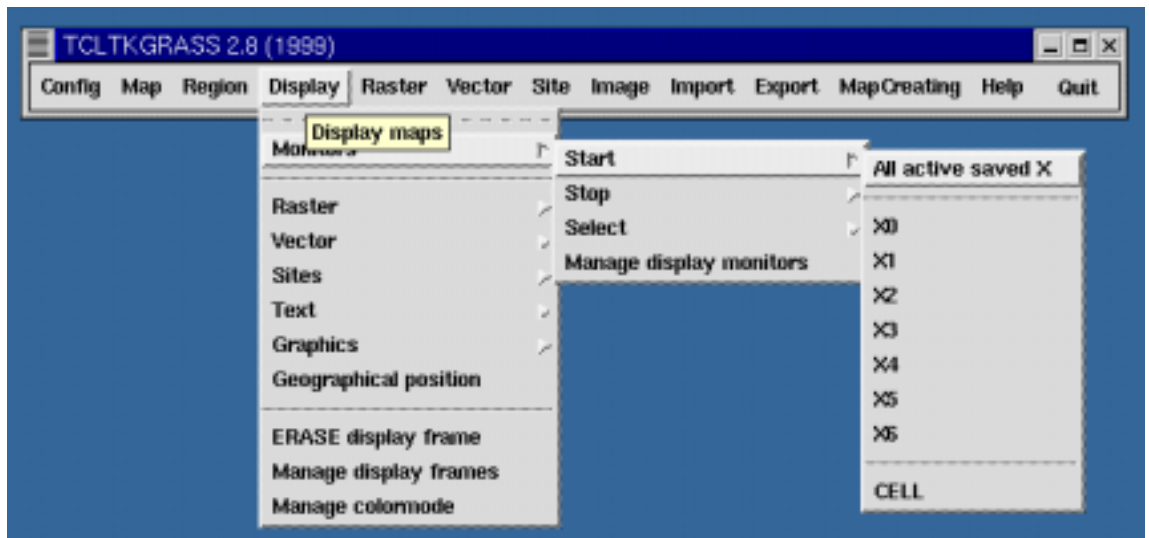 TCLTKGRASS 2.8 (1999)
Config Map Region Display Raster Vector Site Image Import Export MapCreating Help Quit
Display maps
Monitors
Raster
Vector
Sites
Text
Graphics
Geographical position
ERASE display frame
Manage display frames
Manage colormode
Start
Stop
Select
Manage display monitors
All active saved X
X0
X1
X2
X3
X4
X5
X6
CELL